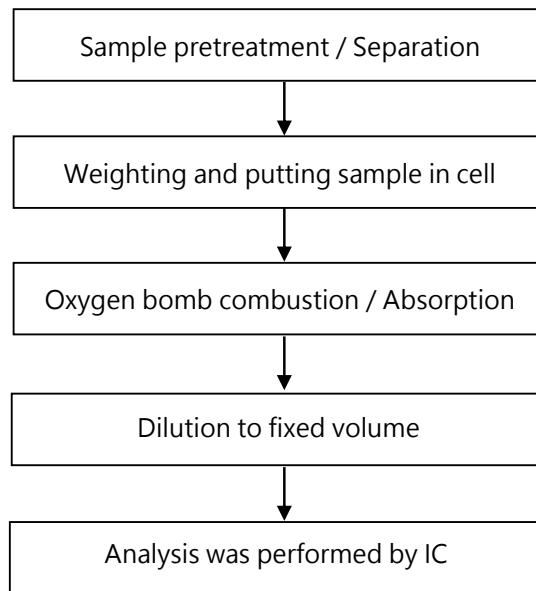 Sample pretreatment / Separation
Weighting and putting sample in cell
Oxygen bomb combustion / Absorption
Dilution to fixed volume
Analysis was performed by IC